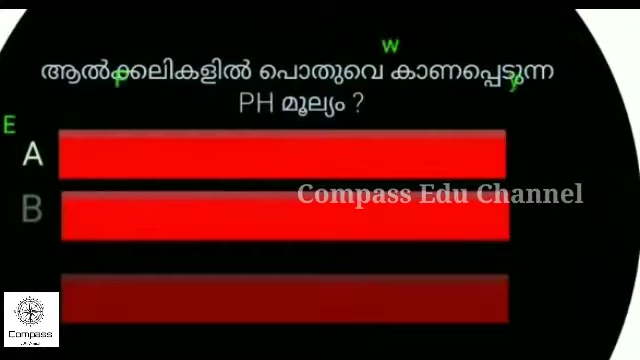 w
ആൽക്കലികളിൽ പൊതുവെ കാണപ്പെടുന്ന
p
y
PH മൂല്യം ?
E
A
Compass Edu Channel
B
Compass